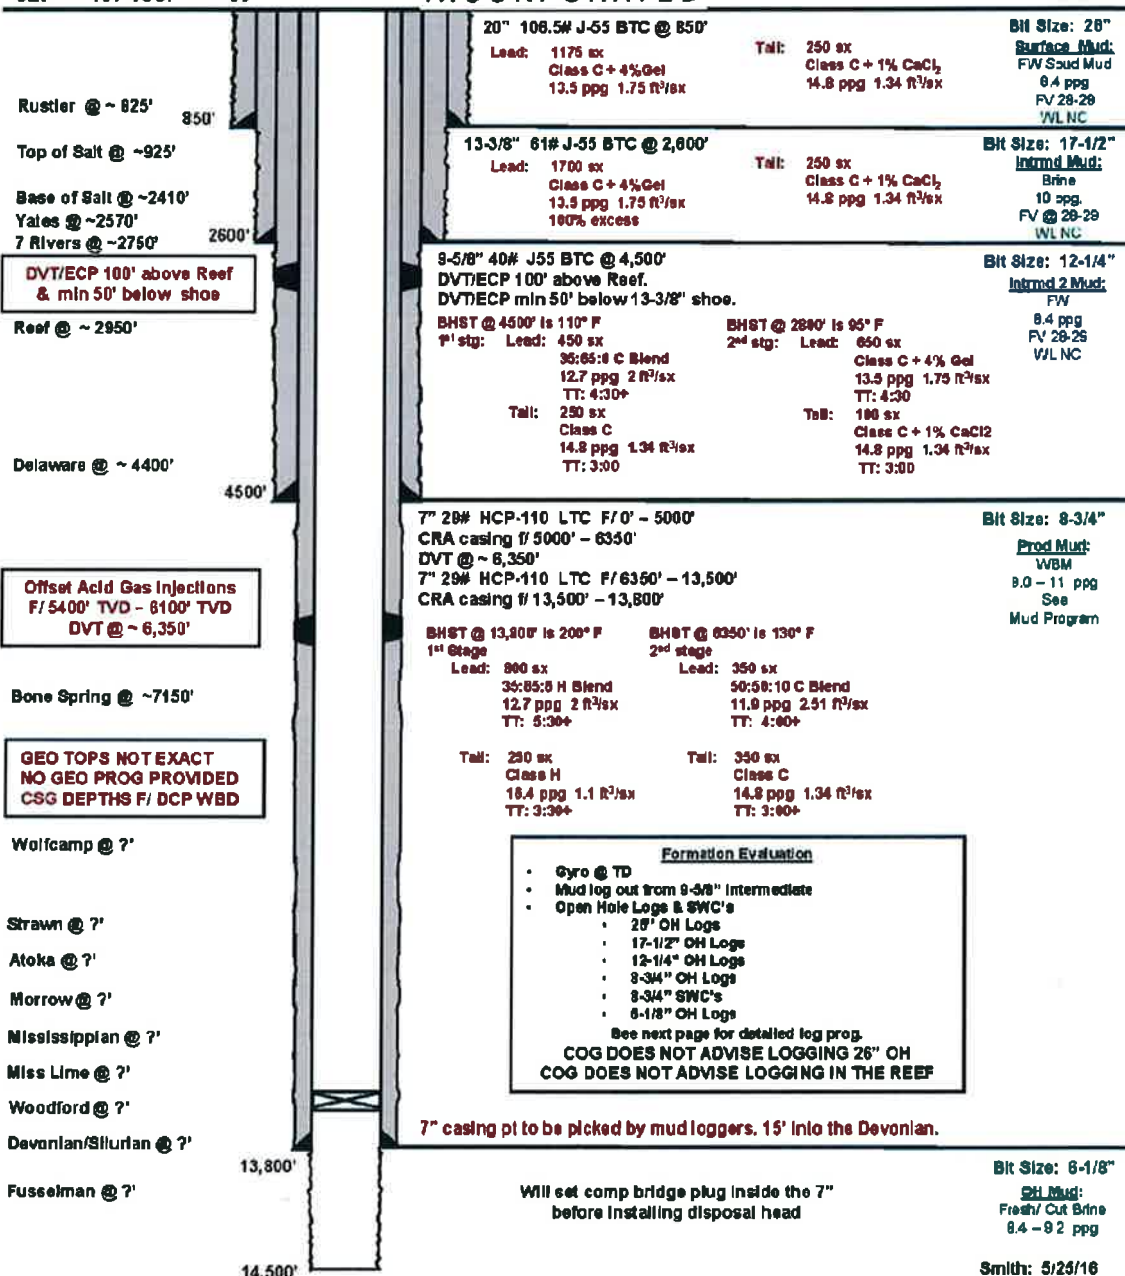 20" 106.5# J-55 BTC @ 850'
Lead: 1175 sx
Class C + 4%Gel
13.5 ppg 1.75 ft³/sx
Tail: 250 sx
Class C + 1% CaCl₂
14.8 ppg 1.34 ft³/sx
Bit Size: 26"
Surface Mud:
FW Spud Mud
8.4 ppg
FV 28-29
WL NC
Rustler @ ~ 825'
850'
Top of Salt @ ~925'
Base of Salt @ ~2410'
Yates @ ~2570'
7 Rivers @ ~2750'
2600'
13-3/8" 61# J-55 BTC @ 2,600'
Lead: 1700 sx
Class C + 4%Gel
13.5 ppg 1.75 ft³/sx
100% excess
Tail: 250 sx
Class C + 1% CaCl₂
14.8 ppg 1.34 ft³/sx
Bit Size: 17-1/2"
Intrmd Mud:
Brine
10 ppg.
FV @ 28-29
WL NC
DVT/ECP 100' above Reef
& min 50' below shoe
Reef @ ~ 2950'
Delaware @ ~ 4400'
4500'
9-5/8" 40# J55 BTC @ 4,500'
DVT/ECP 100' above Reef.
DVT/ECP min 50' below 13-3/8" shoe.
BHST @ 4500' is 110° F
1st stg: Lead: 450 sx
35:65:6 C Blend
12.7 ppg 2 ft³/sx
TT: 4:30+
Tail: 250 sx
Class C
14.8 ppg 1.34 ft³/sx
TT: 3:00
BHST @ 2800' is 95° F
2nd stg: Lead: 650 sx
Class C + 4% Gel
13.5 ppg 1.75 ft³/sx
TT: 4:30
Tail: 100 sx
Class C + 1% CaCl2
14.8 ppg 1.34 ft³/sx
TT: 3:00
Bit Size: 12-1/4"
Intrmd 2 Mud:
FW
8.4 ppg
FV 28-29
WL NC
7" 29# HCP-110 LTC F/ 0' – 5000'
CRA casing f/ 5000' – 6350'
DVT @ ~ 6,350'
7" 29# HCP-110 LTC F/ 6350' – 13,500'
CRA casing f/ 13,500' – 13,800'
BHST @ 13,800' is 200° F
1st Stage
Lead: 800 sx
35:65:6 H Blend
12.7 ppg 2 ft³/sx
TT: 5:30+
Tail: 250 sx
Class H
16.4 ppg 1.1 ft³/sx
TT: 3:30+
BHST @ 6350' is 130° F
2nd stage
Lead: 350 sx
50:50:10 C Blend
11.9 ppg 2.51 ft³/sx
TT: 4:00+
Tail: 350 sx
Class C
14.8 ppg 1.34 ft³/sx
TT: 3:00+
Bit Size: 8-3/4"
Prod Mud:
WBM
9.0 – 11 ppg
See
Mud Program
Offset Acid Gas Injections
F/ 5400' TVD – 6100' TVD
DVT @ ~ 6,350'
Bone Spring @ ~7150'
GEO TOPS NOT EXACT
NO GEO PROG PROVIDED
CSG DEPTHS F/ DCP WBD
Wolfcamp @ ?'
Strawn @ ?'
Atoka @ ?'
Morrow @ ?'
Mississippian @ ?'
Miss Lime @ ?'
Woodford @ ?'
Devonian/Silurian @ ?'
Fusselman @ ?'
Formation Evaluation
• Gyro @ TD
• Mud log out from 9-5/8" Intermediate
• Open Hole Logs & SWC's
• 26" OH Logs
• 17-1/2" OH Logs
• 12-1/4" OH Logs
• 8-3/4" OH Logs
• 8-3/4" SWC's
• 6-1/8" OH Logs
See next page for detailed log prog.
COG DOES NOT ADVISE LOGGING 26" OH
COG DOES NOT ADVISE LOGGING IN THE REEF
7" casing pt to be picked by mud loggers. 15' into the Devonian.
13,800'
Will set comp bridge plug inside the 7"
before installing disposal head
Bit Size: 6-1/8"
OH Mud:
Fresh/ Cut Brine
8.4 – 9.2 ppg
14,500'
Smith: 5/25/16